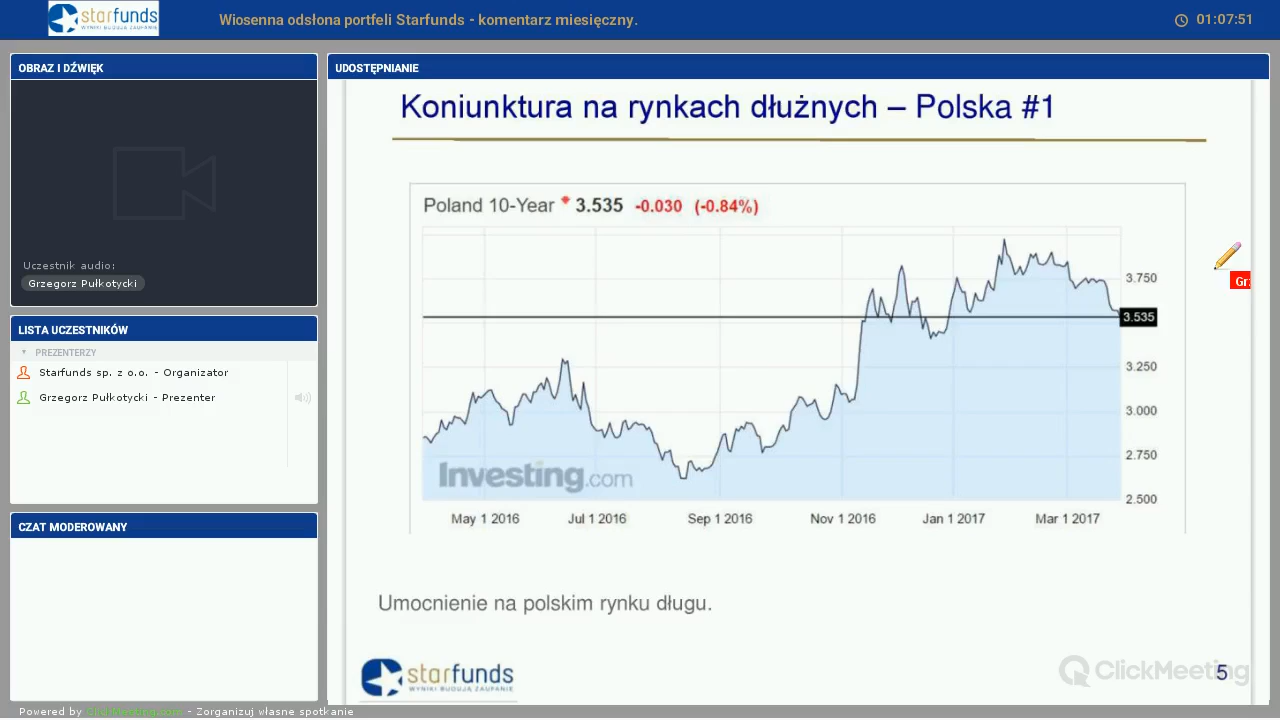 starfunds
WYNIKI BUDUJĄ ZAUFANIE
Wiosenna odsłona portfeli Starfunds - komentarz miesięczny.
01:07:51
OBRAZ I DŹWIĘK
Uczestnik audio:
Grzegorz Pułkotycki
LISTA UCZESTNIKÓW
PREZENTERZY
Starfunds sp. z o.o. - Organizator
Grzegorz Pułkotycki - Prezenter
CZAT MODEROWANY
UDOSTĘPNIANIE
Koniunktura na rynkach dłużnych – Polska #1
Poland 10-Year * 3.535 -0.030 (-0.84%)
3.750
3.535
3.250
3.000
2.750
2.500
Investing.com
May 1 2016 Jul 1 2016 Sep 1 2016 Nov 1 2016 Jan 1 2017 Mar 1 2017
Umocnienie na polskim rynku długu.
starfunds
WYNIKI BUDUJĄ ZAUFANIE
ClickMeeting
5
Powered by ClickMeeting.com - Zorganizuj własne spotkanie